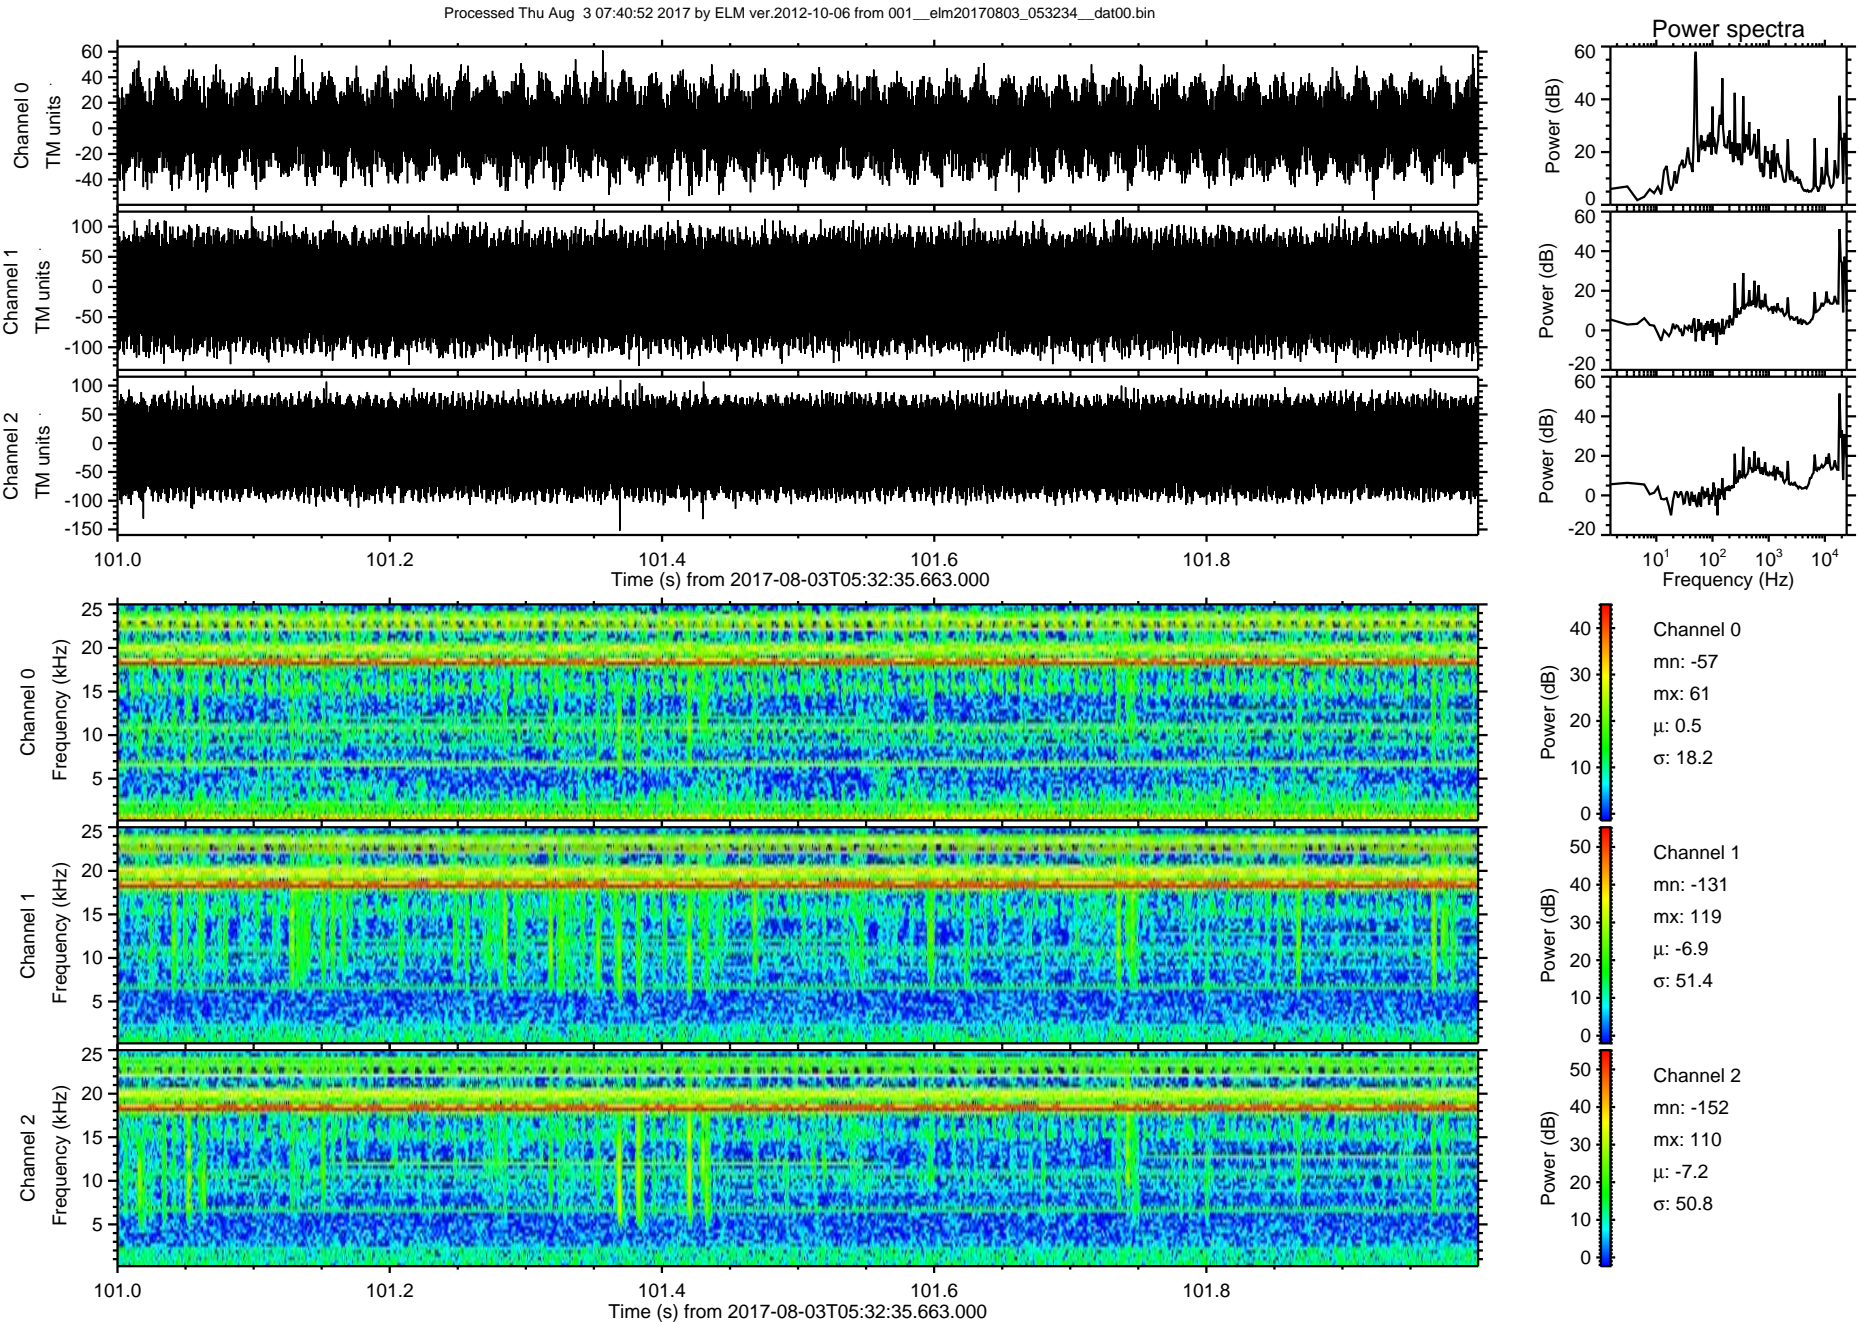 Processed Thu Aug  3 07:40:52 2017 by ELM ver.2012-10-06 from 001__elm20170803_053234__dat00.bin
Power spectra
Channel 0
TM units
60
40
20
0
-20
-40
Power (dB)
60
40
20
0
Channel 1
TM units
100
50
0
-50
-100
Power (dB)
60
40
20
0
-20
Channel 2
TM units
100
50
0
-50
-100
-150
Power (dB)
60
40
20
0
-20
101.0 101.2 101.4 101.6 101.8
Time (s) from 2017-08-03T05:32:35.663.000
10^1 10^2 10^3 10^4
Frequency (Hz)
Channel 0
Frequency (kHz)
25
20
15
10
5
Power (dB)
40
30
20
10
0
Channel 0
mn: -57
mx: 61
μ: 0.5
σ: 18.2
Channel 1
Frequency (kHz)
25
20
15
10
5
Power (dB)
50
40
30
20
10
0
Channel 1
mn: -131
mx: 119
μ: -6.9
σ: 51.4
Channel 2
Frequency (kHz)
25
20
15
10
5
Power (dB)
50
40
30
20
10
0
Channel 2
mn: -152
mx: 110
μ: -7.2
σ: 50.8
101.0 101.2 101.4 101.6 101.8
Time (s) from 2017-08-03T05:32:35.663.000